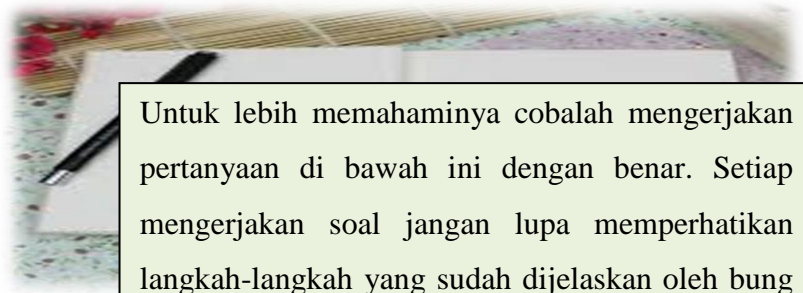 Untuk lebih memahaminya cobalah mengerjakan
pertanyaan di bawah ini dengan benar. Setiap
mengerjakan soal jangan lupa memperhatikan
langkah-langkah yang sudah dijelaskan oleh bung